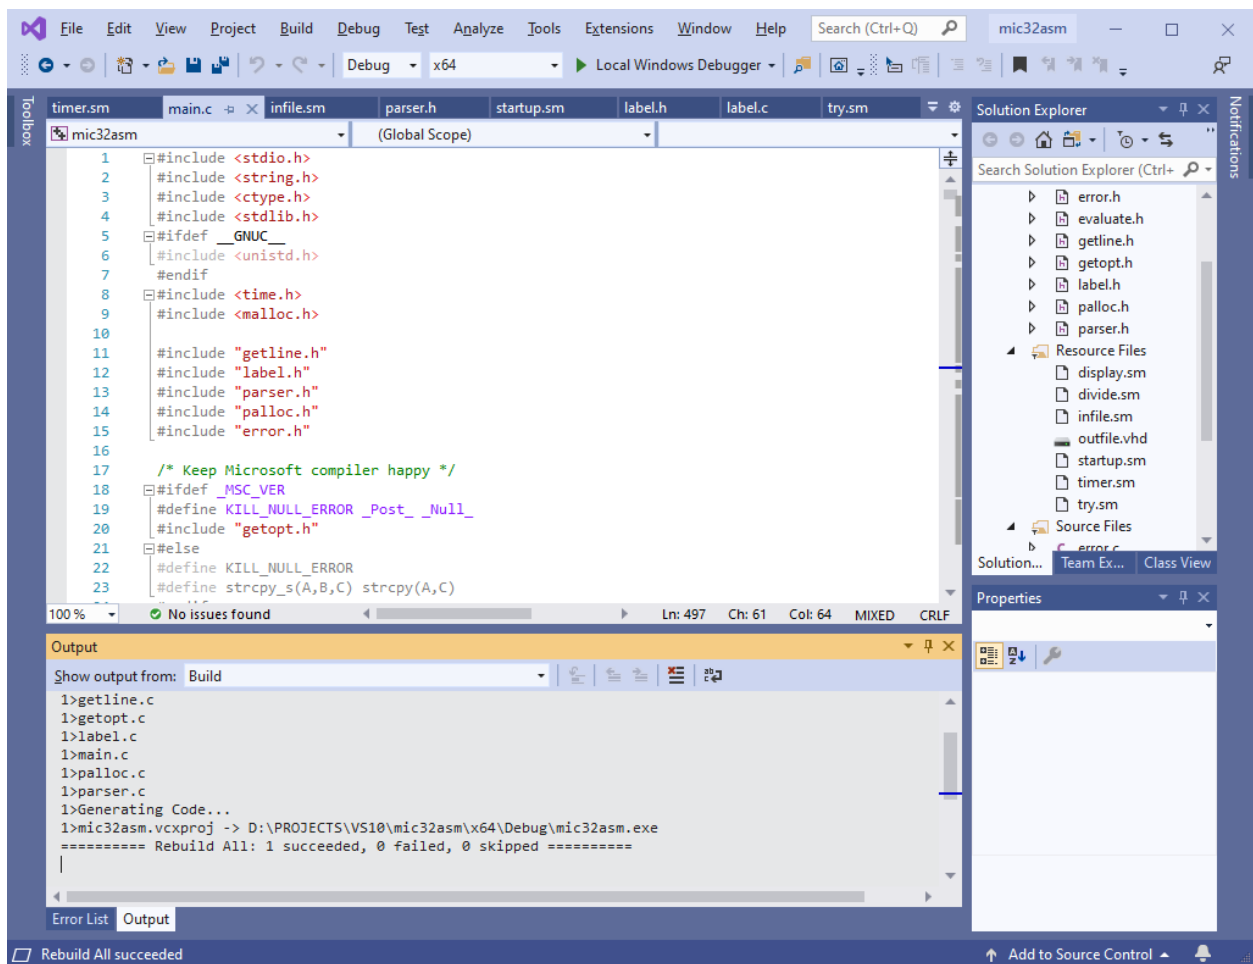 File Edit View Project Build Debug Test Analyze Tools Extensions Window Help Search (Ctrl+Q) mic32asm
Debug x64 Local Windows Debugger
Toolbox
timer.sm main.c infile.sm parser.h startup.sm label.h label.c try.sm
mic32asm (Global Scope)
1 #include <stdio.h>
2 #include <string.h>
3 #include <ctype.h>
4 #include <stdlib.h>
5 #ifdef __GNUC__
6 #include <unistd.h>
7 #endif
8 #include <time.h>
9 #include <malloc.h>
10
11 #include "getline.h"
12 #include "label.h"
13 #include "parser.h"
14 #include "palloc.h"
15 #include "error.h"
16
17 /* Keep Microsoft compiler happy */
18 #ifdef _MSC_VER
19 #define KILL_NULL_ERROR _Post_ _Null_
20 #include "getopt.h"
21 #else
22 #define KILL_NULL_ERROR
23 #define strcpy_s(A,B,C) strcpy(A,C)
100 % No issues found Ln: 497 Ch: 61 Col: 64 MIXED CRLF
Output
Show output from: Build
1>getline.c
1>getopt.c
1>label.c
1>main.c
1>palloc.c
1>parser.c
1>Generating Code...
1>mic32asm.vcxproj -> D:\PROJECTS\VS10\mic32asm\x64\Debug\mic32asm.exe
========== Rebuild All: 1 succeeded, 0 failed, 0 skipped ==========
Error List Output
Solution Explorer
Search Solution Explorer (Ctrl+
error.h
evaluate.h
getline.h
getopt.h
label.h
palloc.h
parser.h
Resource Files
display.sm
divide.sm
infile.sm
outfile.vhd
startup.sm
timer.sm
try.sm
Source Files
error.c
Solution... Team Ex... Class View
Properties
Notifications
Rebuild All succeeded Add to Source Control